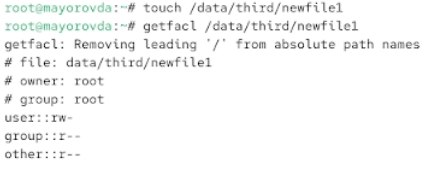 root@mayorovda:~# touch /data/third/newfile1
root@mayorovda:~# getfacl /data/third/newfile1
getfacl: Removing leading '/' from absolute path names
# file: data/third/newfile1
# owner: root
# group: root
user::rw-
group::r--
other::r--